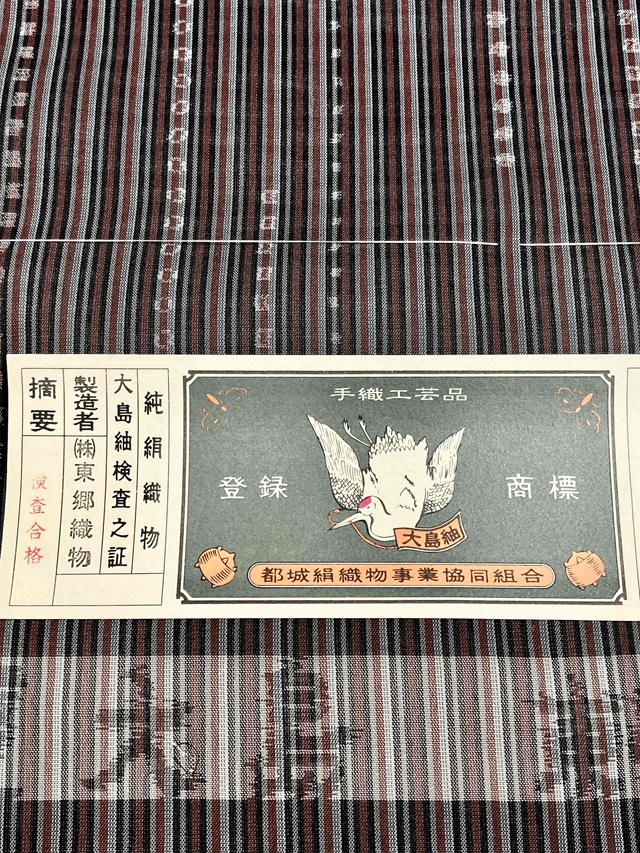 手織工芸品
登録 商標
大島紬
都城絹織物事業協同組合
純絹織物
大島紬検査之証
製造者
㈱東郷織物
摘要
検査合格
大島